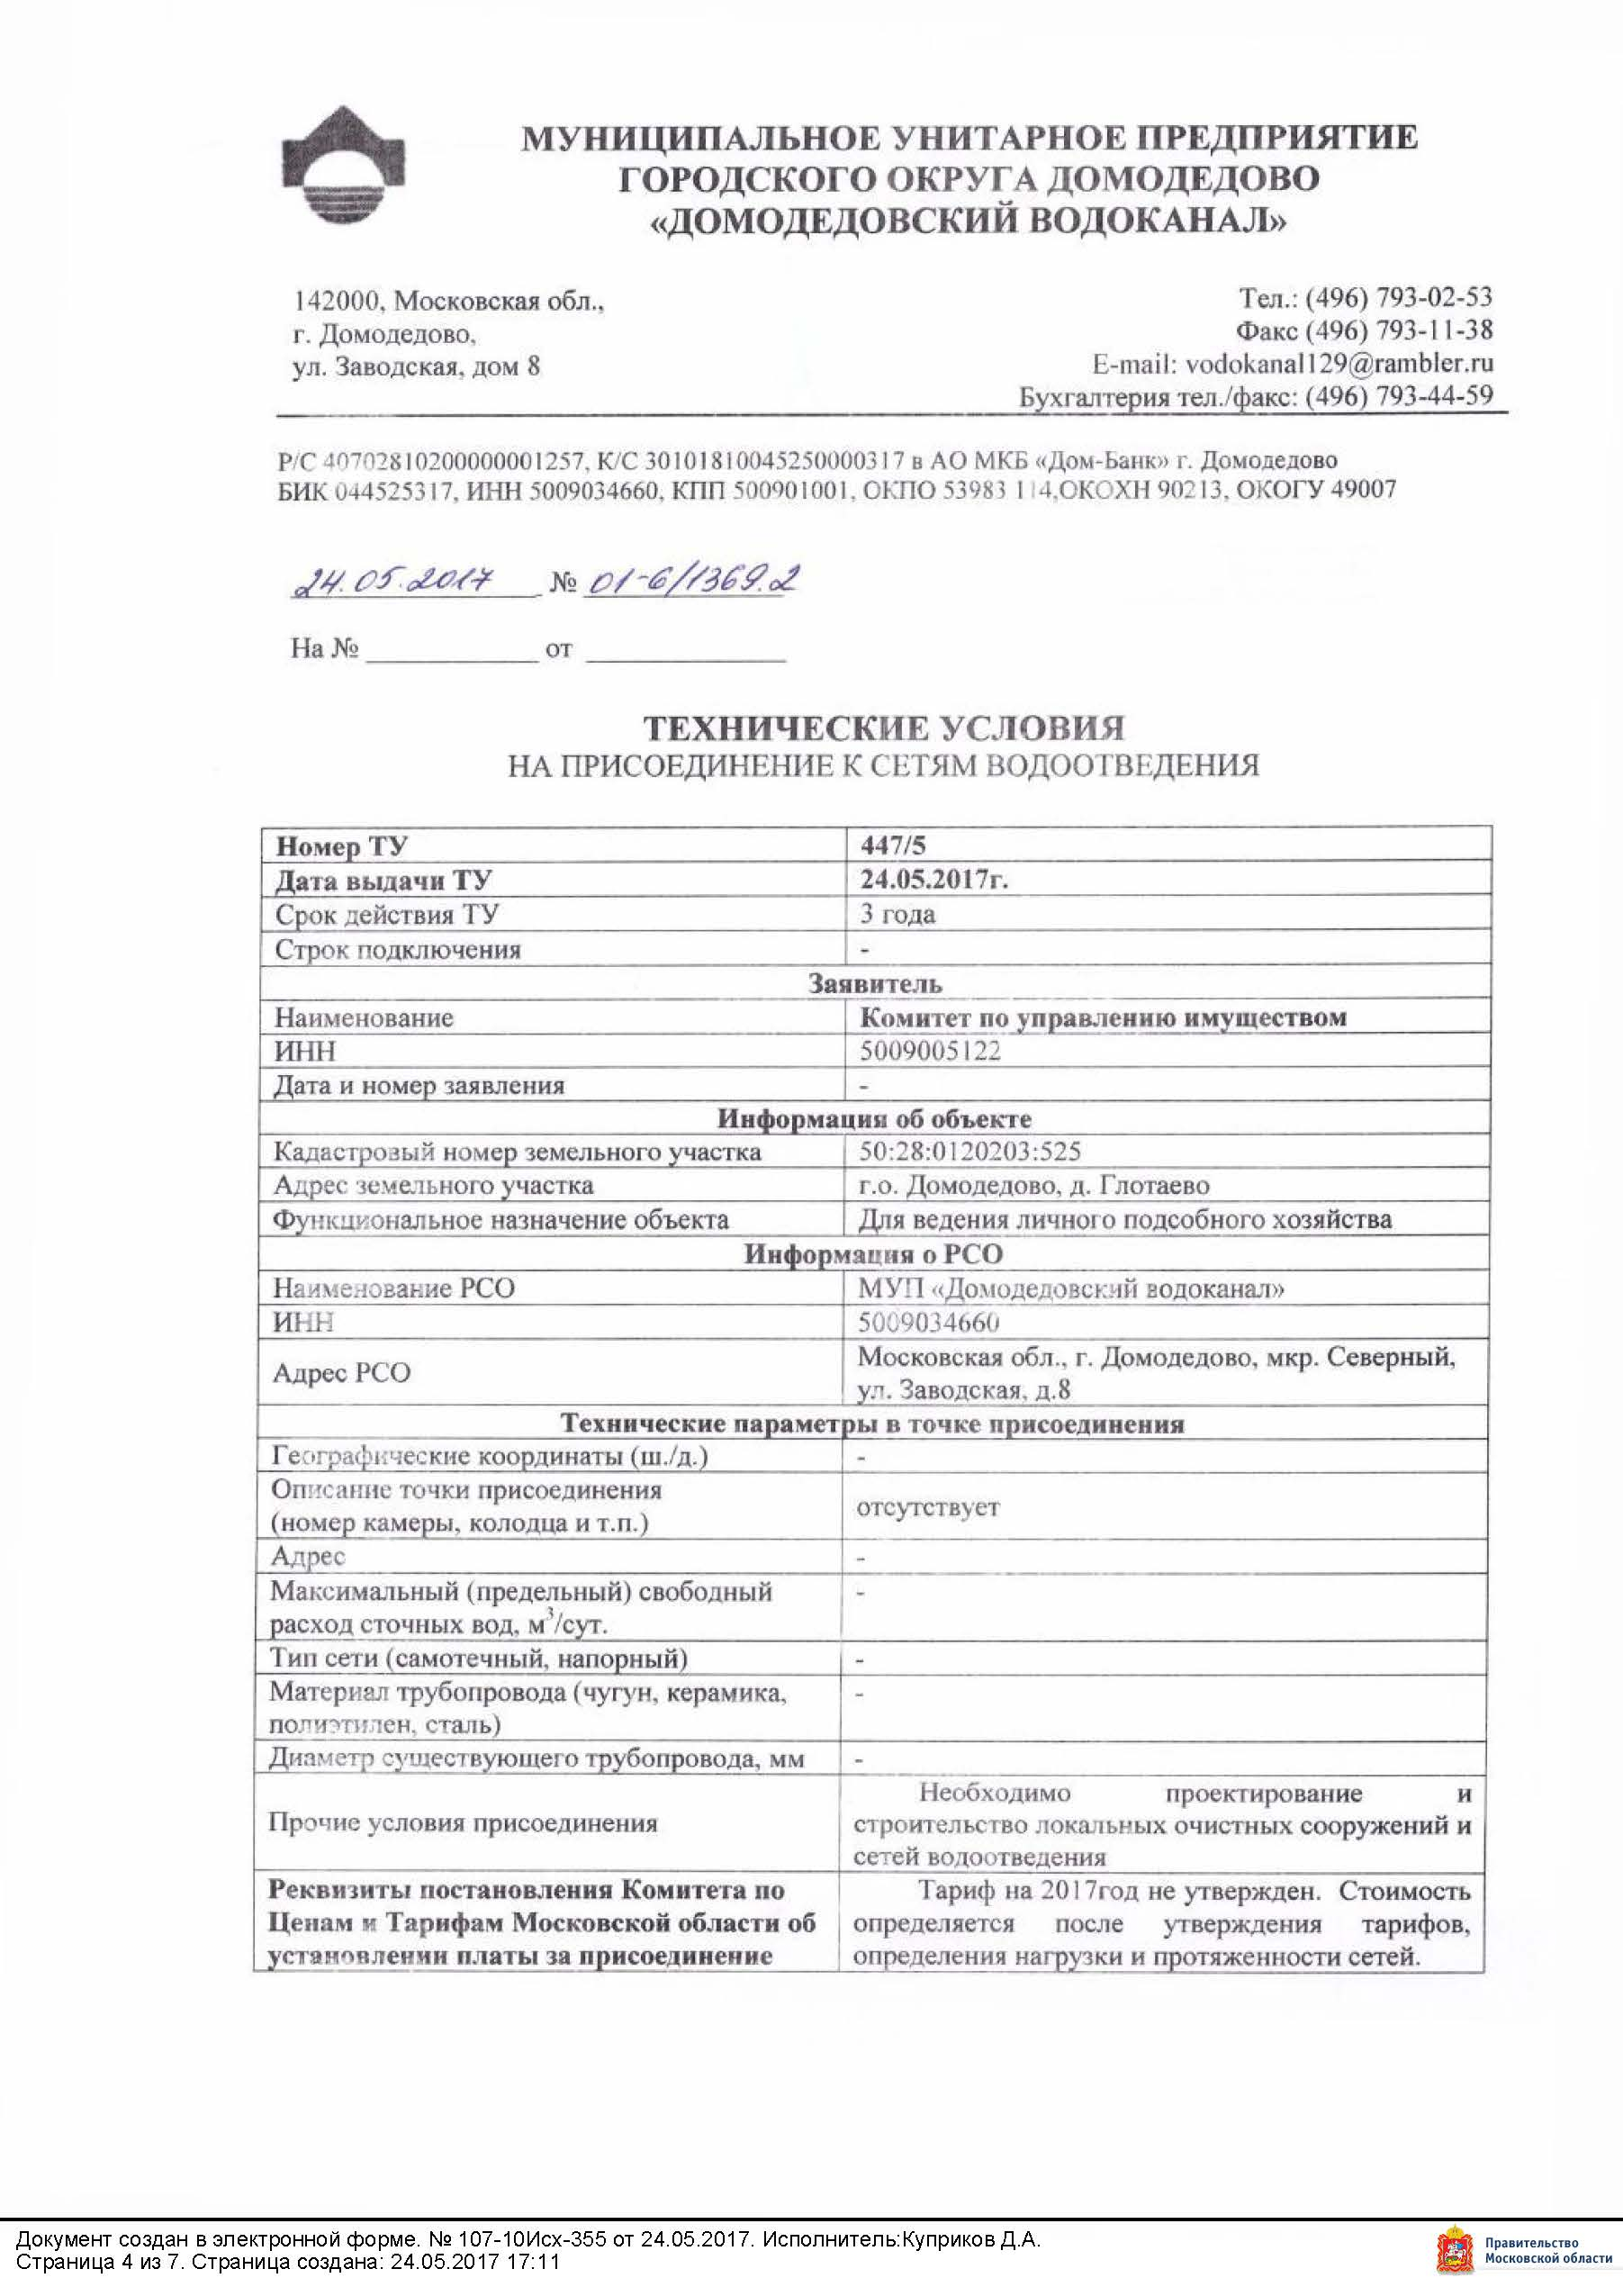 МУНИЦИПАЛЬНОЕ УНИТАРНОЕ ПРЕДПРИЯТИЕ
ГОРОДСКОГО ОКРУГА ДОМОДЕДОВО
«ДОМОДЕДОВСКИЙ ВОДОКАНАЛ»
142000, Московская обл.,
г. Домодедово,
ул. Заводская, дом 8
Тел.: (496) 793-02-53
Факс (496) 793-11-38
E-mail: vodokanal129@rambler.ru
Бухгалтерия тел./факс: (496) 793-44-59
Р/С 40702810200000001257, К/С 30101810045250000317 в АО МКБ «Дом-Банк» г. Домодедово
БИК 044525317, ИНН 5009034660, КПП 500901001, ОКПО 53983 114,ОКОХН 90213, ОКОГУ 49007
24.05.2017 № 01-6/1369.2
На № от
ТЕХНИЧЕСКИЕ УСЛОВИЯ
НА ПРИСОЕДИНЕНИЕ К СЕТЯМ ВОДООТВЕДЕНИЯ
Номер ТУ 447/5
Дата выдачи ТУ 24.05.2017г.
Срок действия ТУ 3 года
Строк подключения -
Заявитель
Наименование Комитет по управлению имуществом
ИНН 5009005122
Дата и номер заявления -
Информация об объекте
Кадастровый номер земельного участка 50:28:0120203:525
Адрес земельного участка г.о. Домодедово, д. Глотаево
Функциональное назначение объекта Для ведения личного подсобного хозяйства
Информация о РСО
Наименование РСО МУП «Домодедовский водоканал»
ИНН 5009034660
Адрес РСО
Московская обл., г. Домодедово, мкр. Северный,
ул. Заводская, д.8
Технические параметры в точке присоединения
Географические координаты (ш./д.) -
Описание точки присоединения
(номер камеры, колодца и т.п.)
отсутствует
Адрес -
Максимальный (предельный) свободный -
расход сточных вод, м³/сут.
Тип сети (самотечный, напорный) -
Материал трубопровода (чугун, керамика, -
полиэтилен, сталь)
Диаметр существующего трубопровода, мм -
Прочие условия присоединения
Необходимо проектирование и
строительство локальных очистных сооружений и
сетей водоотведения
Реквизиты постановления Комитета по
Ценам и Тарифам Московской области об
установлении платы за присоединение
Тариф на 2017год не утвержден. Стоимость
определяется после утверждения тарифов,
определения нагрузки и протяженности сетей.
Документ создан в электронной форме. № 107-10Исх-355 от 24.05.2017. Исполнитель:Куприков Д.А.
Страница 4 из 7. Страница создана: 24.05.2017 17:11
Правительство
Московской области